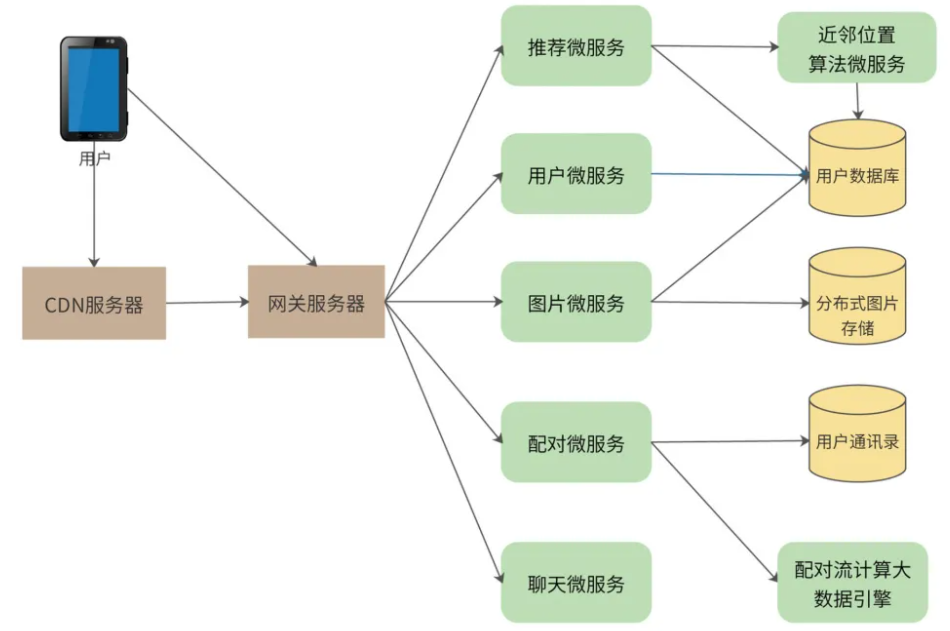 用户
CDN服务器
网关服务器
推荐微服务
用户微服务
图片微服务
配对微服务
聊天微服务
近邻位置
算法微服务
用户数据库
分布式图片
存储
用户通讯录
配对流计算大
数据引擎